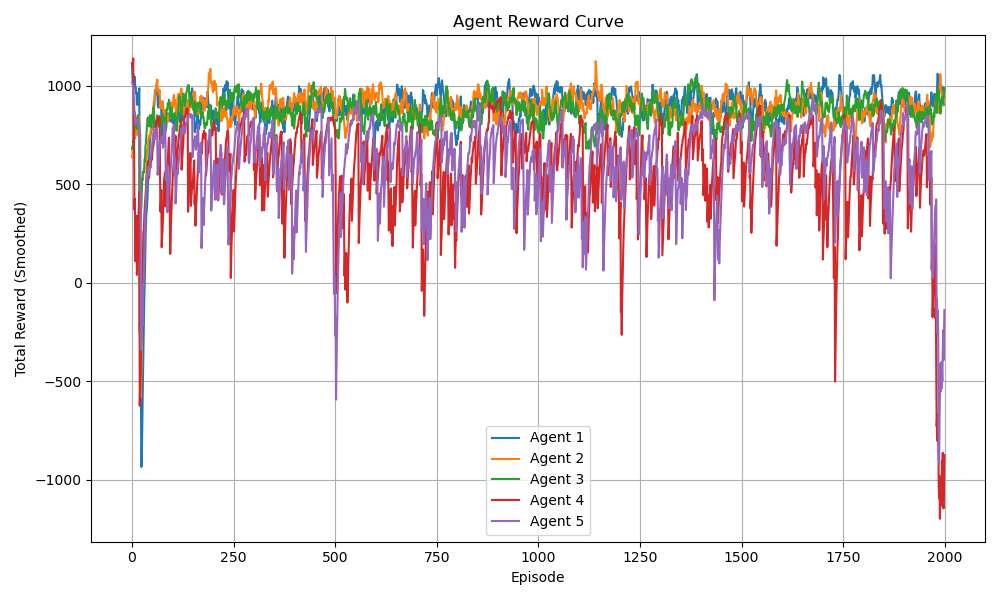 Agent Reward Curve
Total Reward (Smoothed)
1000
500
0
−500
−1000
Agent 1
Agent 2
Agent 3
Agent 4
Agent 5
0 250 500 750 1000 1250 1500 1750 2000
Episode